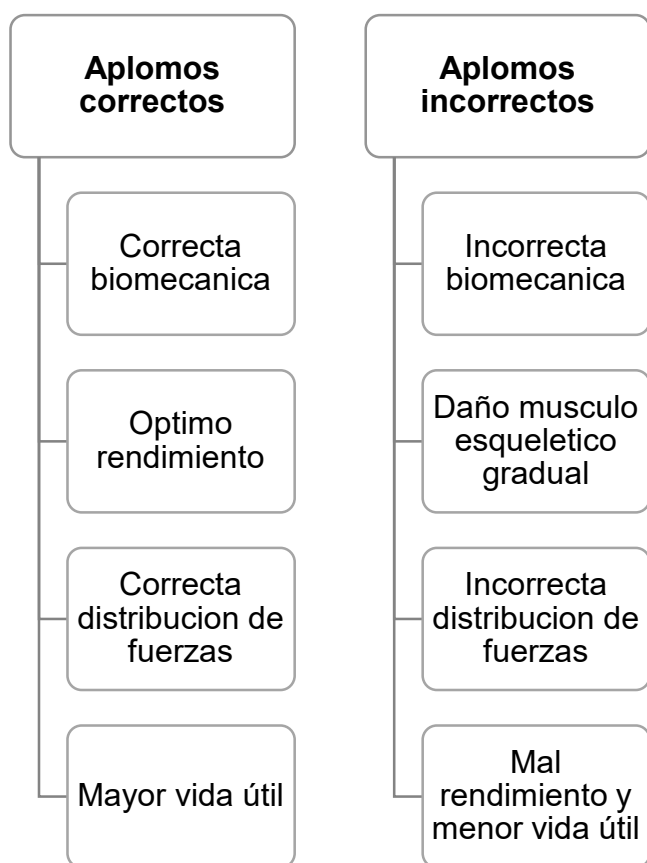 Aplomos
correctos
Correcta
biomecanica
Optimo
rendimiento
Correcta
distribucion de
fuerzas
Mayor vida útil
Aplomos
incorrectos
Incorrecta
biomecanica
Daño musculo
esqueletico
gradual
Incorrecta
distribucion de
fuerzas
Mal
rendimiento y
menor vida útil